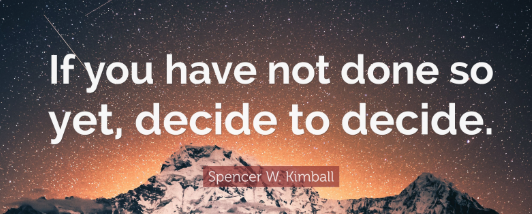 If you have not done so
yet, decide to decide.
Spencer W. Kimball